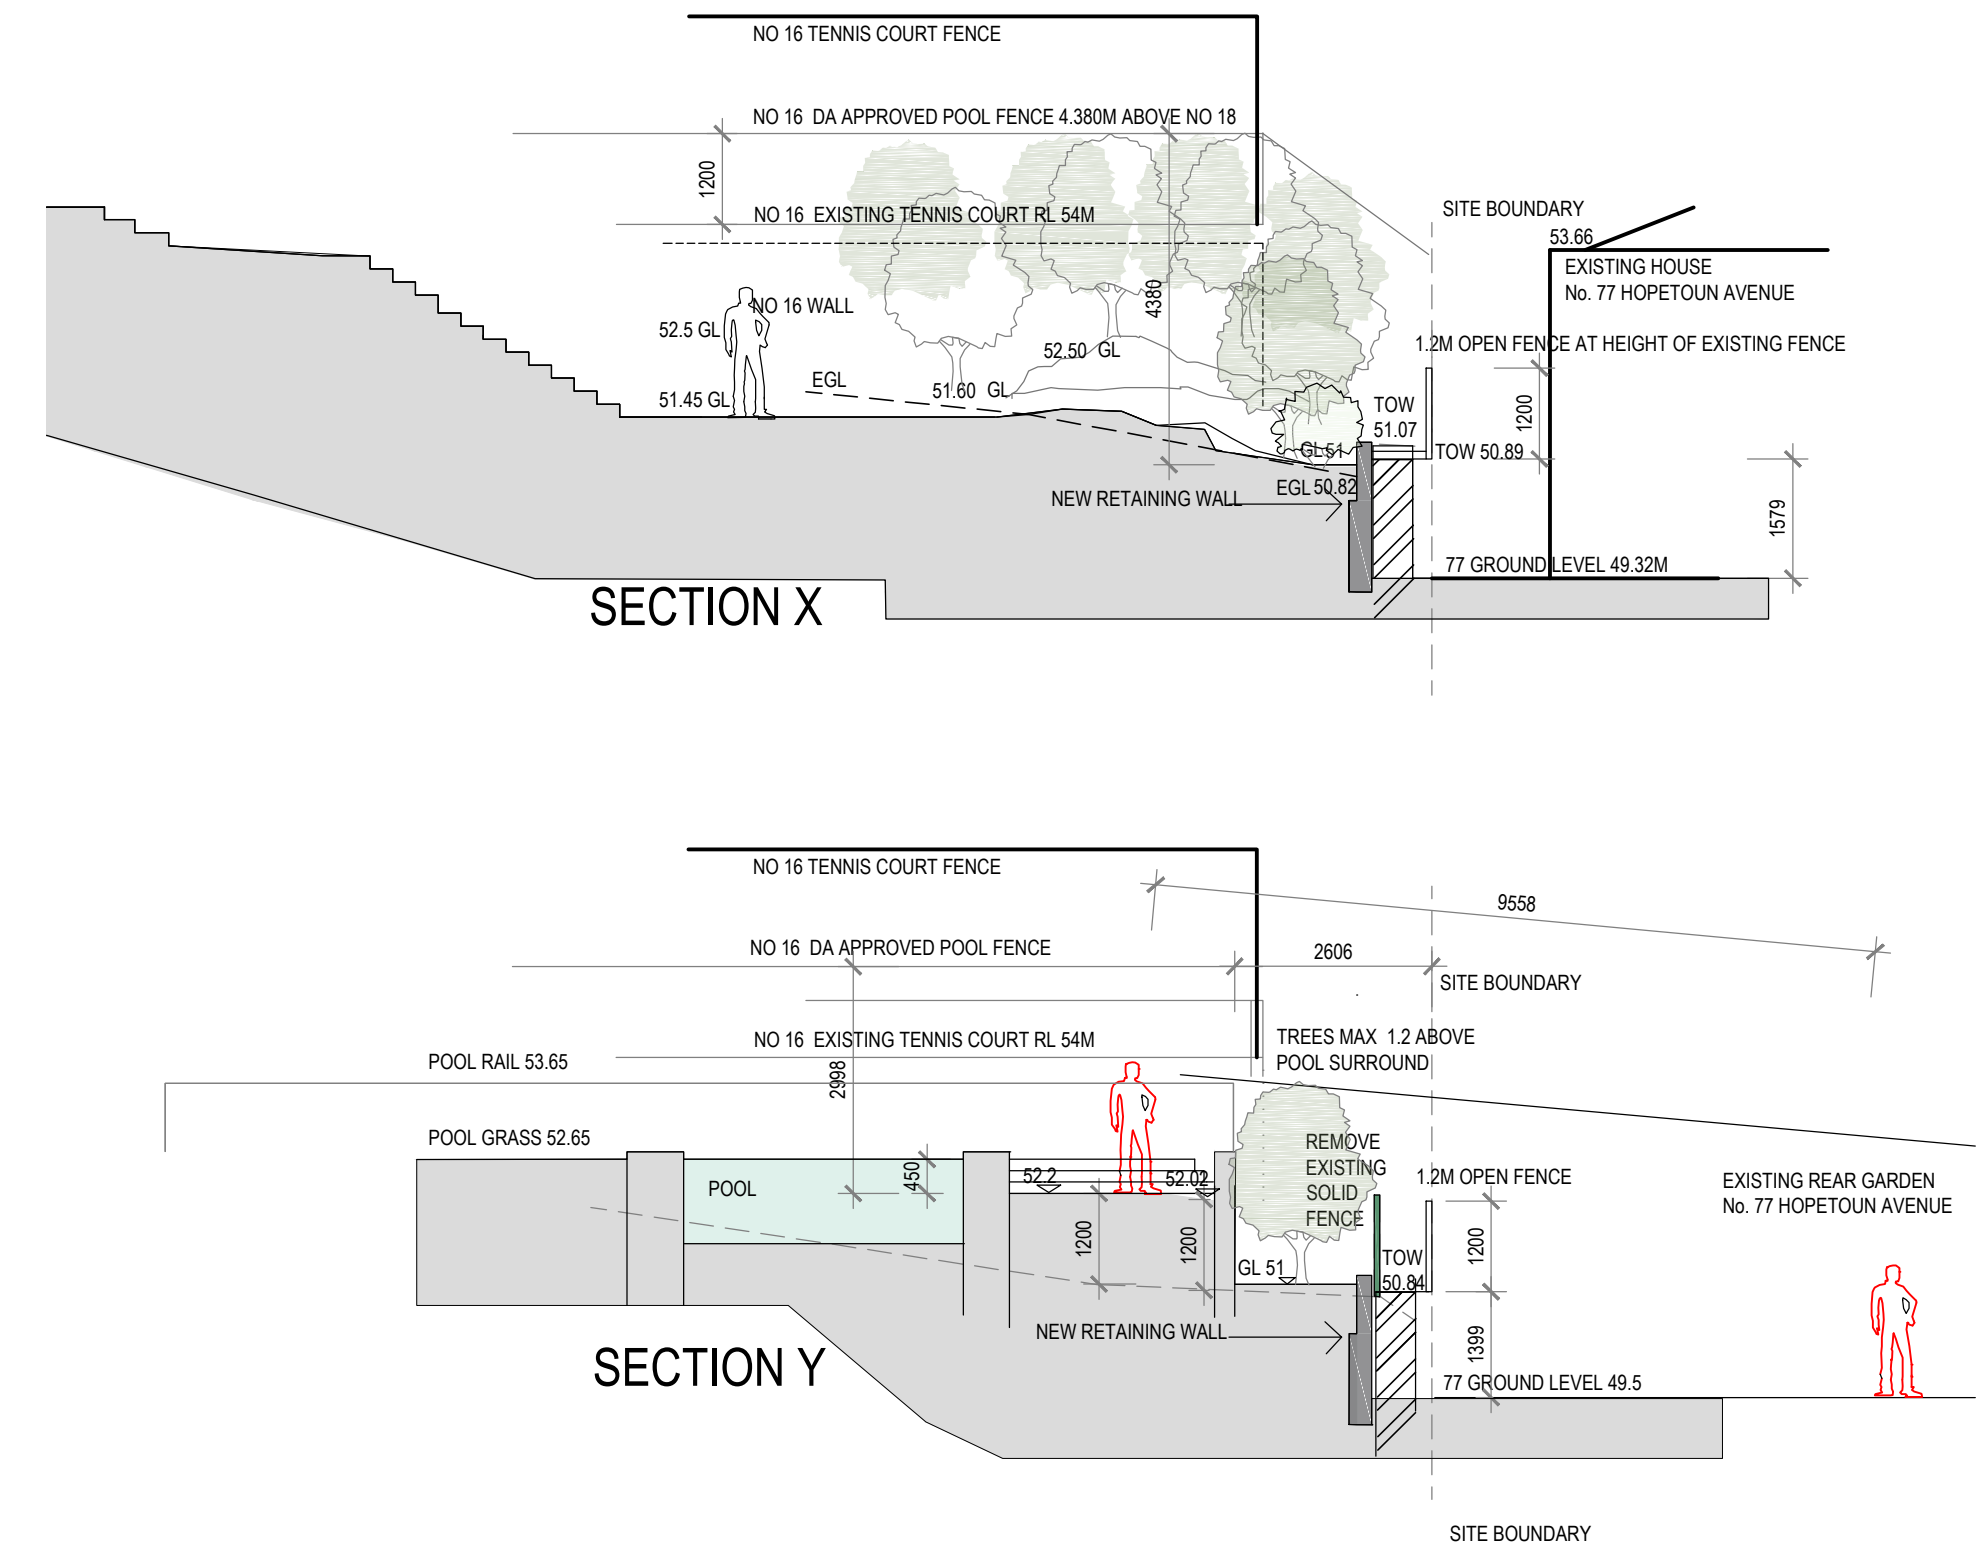 NO 16 TENNIS COURT FENCE
NO 16 DA APPROVED POOL FENCE 4.380M ABOVE NO 18
1200
NO 16 EXISTING TENNIS COURT RL 54M
SITE BOUNDARY
53.66
EXISTING HOUSE
No. 77 HOPETOUN AVENUE
4380
NO 16 WALL
52.5 GL
1.2M OPEN FENCE AT HEIGHT OF EXISTING FENCE
52.50 GL
EGL
51.60 GL
51.45 GL
TOW
51.07
1200
GL 51
TOW 50.89
EGL 50.82
NEW RETAINING WALL
1579
77 GROUND LEVEL 49.32M
SECTION X
NO 16 TENNIS COURT FENCE
9558
NO 16 DA APPROVED POOL FENCE
2606
SITE BOUNDARY
NO 16 EXISTING TENNIS COURT RL 54M
TREES MAX 1.2 ABOVE
POOL SURROUND
POOL RAIL 53.65
2998
POOL GRASS 52.65
REMOVE
EXISTING
SOLID
FENCE
450
52.2
52.02
POOL
1.2M OPEN FENCE
EXISTING REAR GARDEN
No. 77 HOPETOUN AVENUE
1200
1200
1200
GL 51
TOW
50.84
NEW RETAINING WALL
1399
SECTION Y
77 GROUND LEVEL 49.5
SITE BOUNDARY